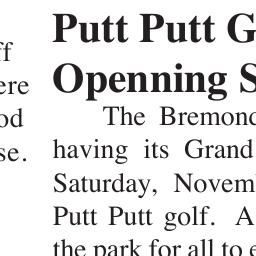 Putt Putt G
Openning S
The Bremond
having its Grand
Saturday, Novem
Putt Putt golf. A
the park for all to e
ff
ere
od
se.